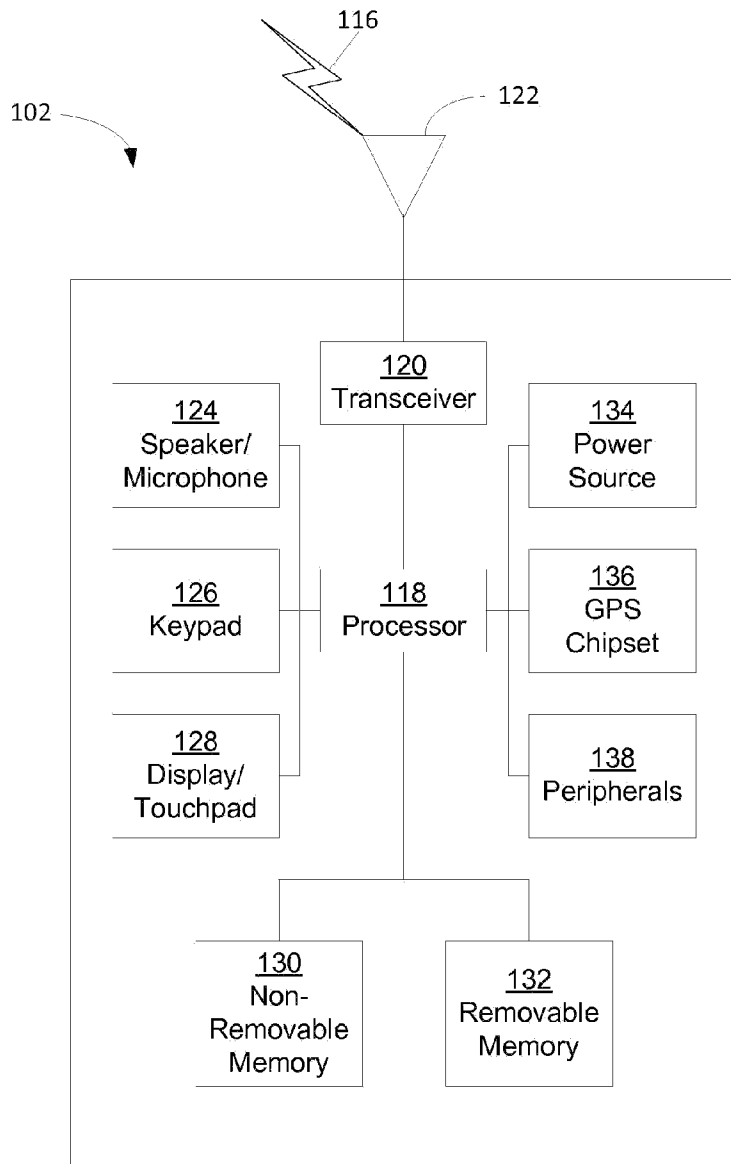 116
122
102
120
Transceiver
124
Speaker/
Microphone
134
Power
Source
126
Keypad
118
Processor
136
GPS
Chipset
128
Display/
Touchpad
138
Peripherals
130
Non-
Removable
Memory
132
Removable
Memory